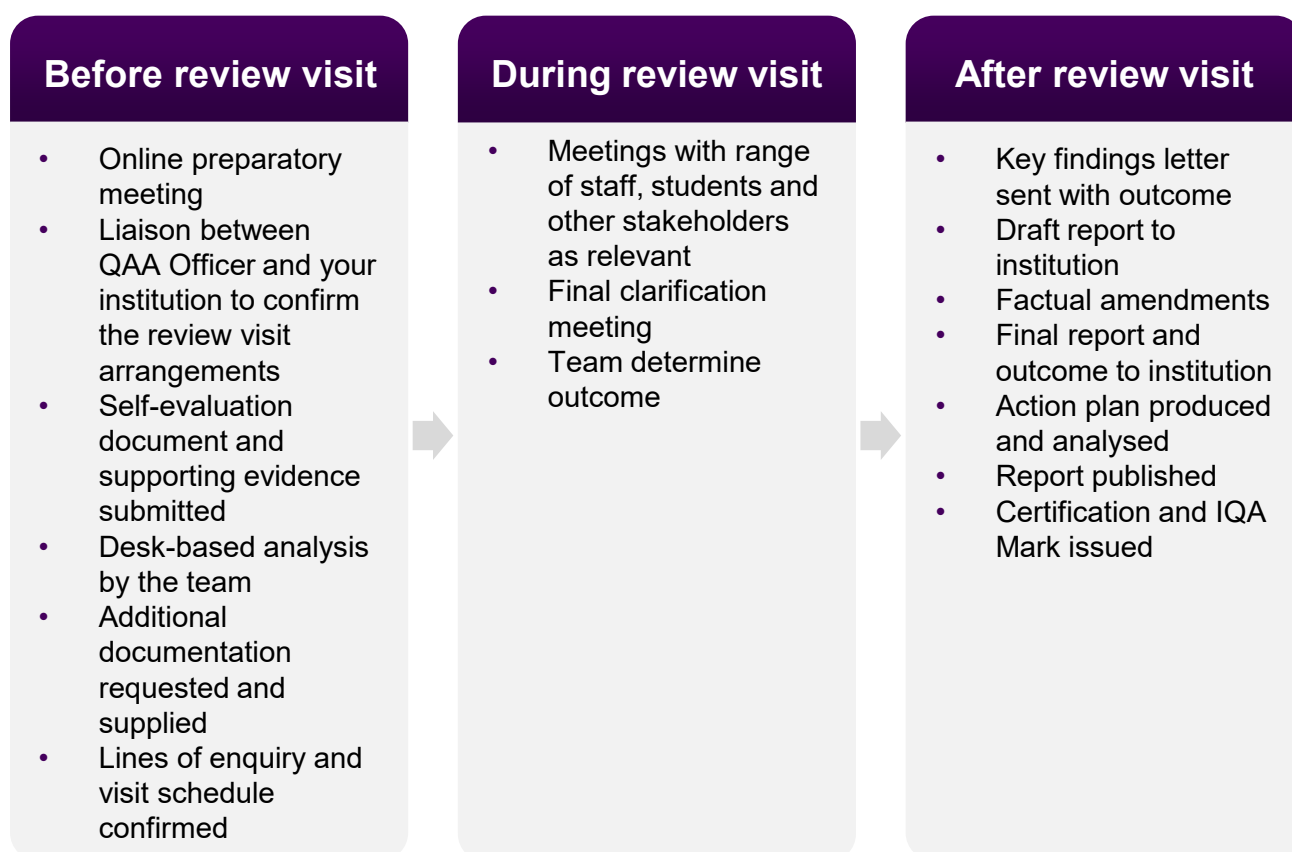 Before review visit
• Online preparatory
meeting
• Liaison between
QAA Officer and your
institution to confirm
the review visit
arrangements
• Self-evaluation
document and
supporting evidence
submitted
• Desk-based analysis
by the team
• Additional
documentation
requested and
supplied
• Lines of enquiry and
visit schedule
confirmed
During review visit
• Meetings with range
of staff, students and
other stakeholders
as relevant
• Final clarification
meeting
• Team determine
outcome
After review visit
• Key findings letter
sent with outcome
• Draft report to
institution
• Factual amendments
• Final report and
outcome to institution
• Action plan produced
and analysed
• Report published
• Certification and IQA
Mark issued